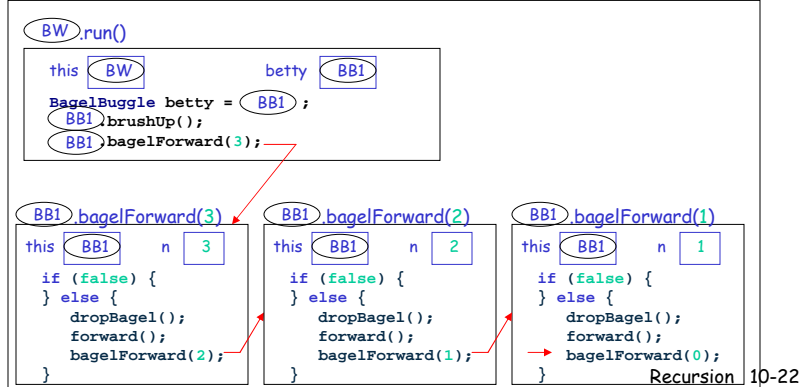 BW.run()
this BW betty BB1
BagelBuggle betty = BB1 ;
BB1.brushUp();
BB1.bagelForward(3);
BB1.bagelForward(3)
this BB1 n 3
if (false) {
} else {
dropBagel();
forward();
bagelForward(2);
}
BB1.bagelForward(2)
this BB1 n 2
if (false) {
} else {
dropBagel();
forward();
bagelForward(1);
}
BB1.bagelForward(1)
this BB1 n 1
if (false) {
} else {
dropBagel();
forward();
bagelForward(0);
}
Recursion 10-22